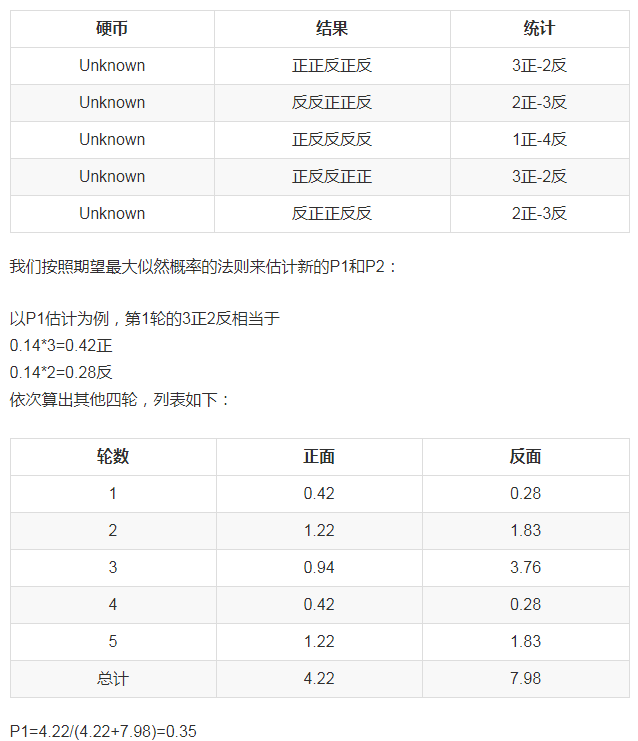 硬币 结果 统计
Unknown 正正反正反 3正-2反
Unknown 反反正正反 2正-3反
Unknown 正反反反反 1正-4反
Unknown 正反反正正 3正-2反
Unknown 反正正反反 2正-3反
我们按照期望最大似然概率的法则来估计新的P1和P2：
以P1估计为例，第1轮的3正2反相当于
0.14*3=0.42正
0.14*2=0.28反
依次算出其他四轮，列表如下：
轮数 正面 反面
1 0.42 0.28
2 1.22 1.83
3 0.94 3.76
4 0.42 0.28
5 1.22 1.83
总计 4.22 7.98
P1=4.22/(4.22+7.98)=0.35